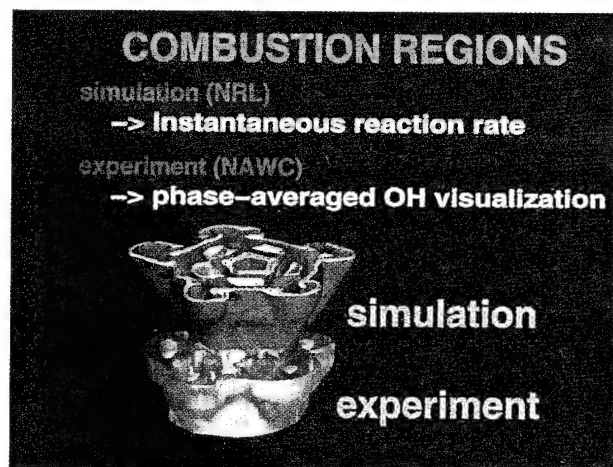 COMBUSTION REGIONS
simulation (NRL)
—> instantaneous reaction rate
experiment (NAWC)
—> phase–averaged OH visualization
simulation
experiment